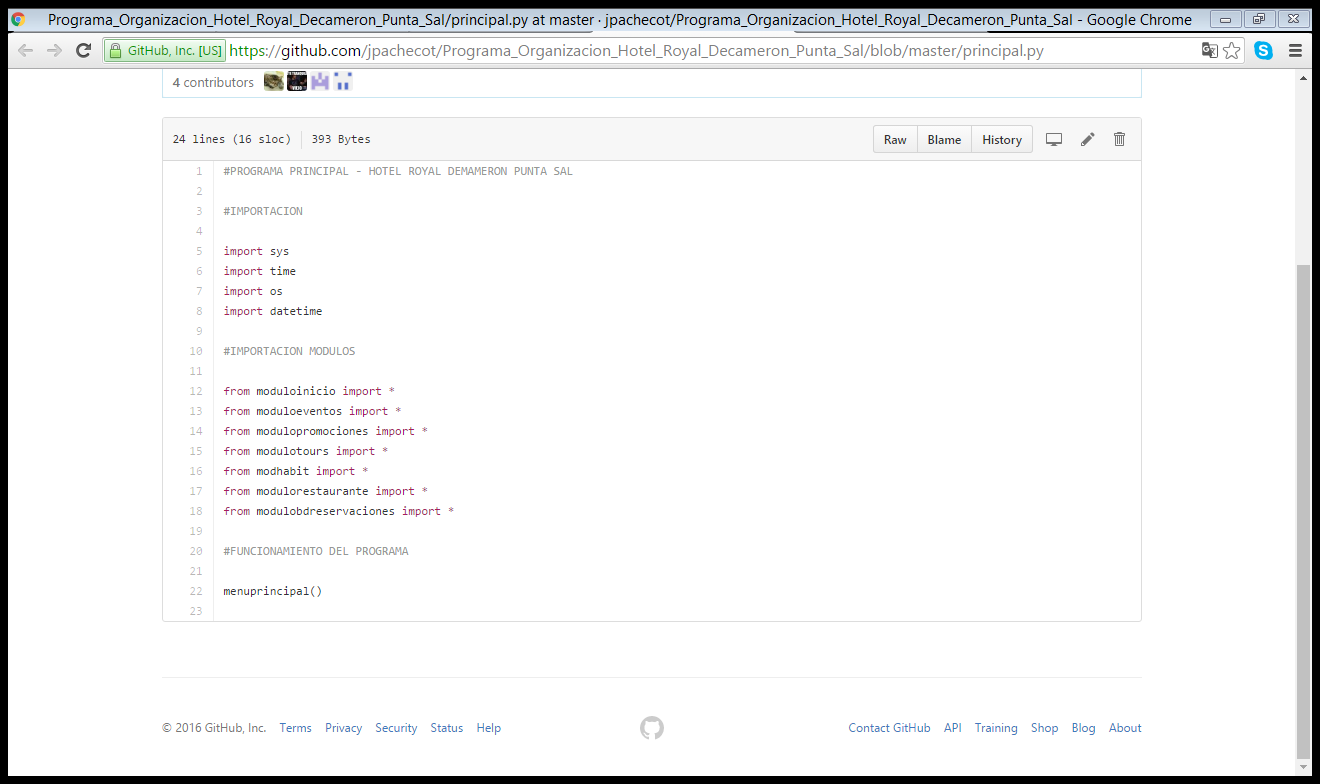 Programa_Organizacion_Hotel_Royal_Decameron_Punta_Sal/principal.py at master · jpachecot/Programa_Organizacion_Hotel_Royal_Decameron_Punta_Sal - Google Chrome
GitHub, Inc. [US] https://github.com/jpachecot/Programa_Organizacion_Hotel_Royal_Decameron_Punta_Sal/blob/master/principal.py
4 contributors
24 lines (16 sloc) 393 Bytes Raw Blame History
1 #PROGRAMA PRINCIPAL - HOTEL ROYAL DEMAMERON PUNTA SAL
2
3 #IMPORTACION
4
5 import sys
6 import time
7 import os
8 import datetime
9
10 #IMPORTACION MODULOS
11
12 from moduloinicio import *
13 from moduloeventos import *
14 from modulopromociones import *
15 from modulotours import *
16 from modhabit import *
17 from modulorestaurante import *
18 from modulobdreservaciones import *
19
20 #FUNCIONAMIENTO DEL PROGRAMA
21
22 menuprincipal()
23
© 2016 GitHub, Inc. Terms Privacy Security Status Help Contact GitHub API Training Shop Blog About